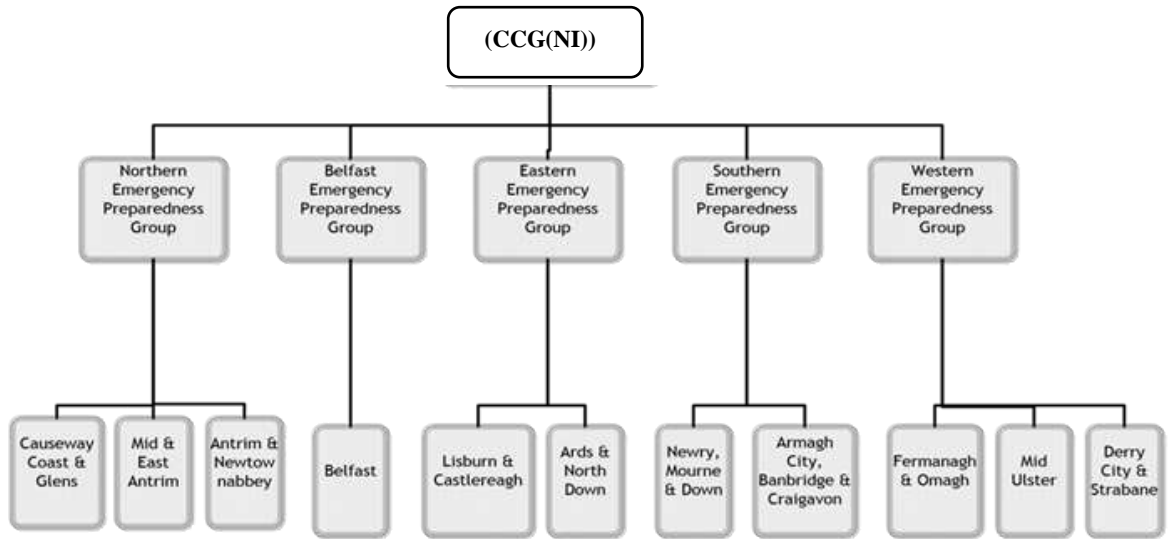 (CCG(NI))
Northern
Emergency
Preparedness
Group
Belfast
Emergency
Preparedness
Group
Eastern
Emergency
Preparedness
Group
Southern
Emergency
Preparedness
Group
Western
Emergency
Preparedness
Group
Causeway
Coast &
Glens
Mid &
East
Antrim
Antrim &
Newtow
nabbey
Belfast
Lisburn &
Castlereagh
Ards &
North
Down
Newry,
Mourne
& Down
Armagh
City,
Banbridge &
Craigavon
Fermanagh
& Omagh
Mid
Ulster
Derry
City &
Strabane